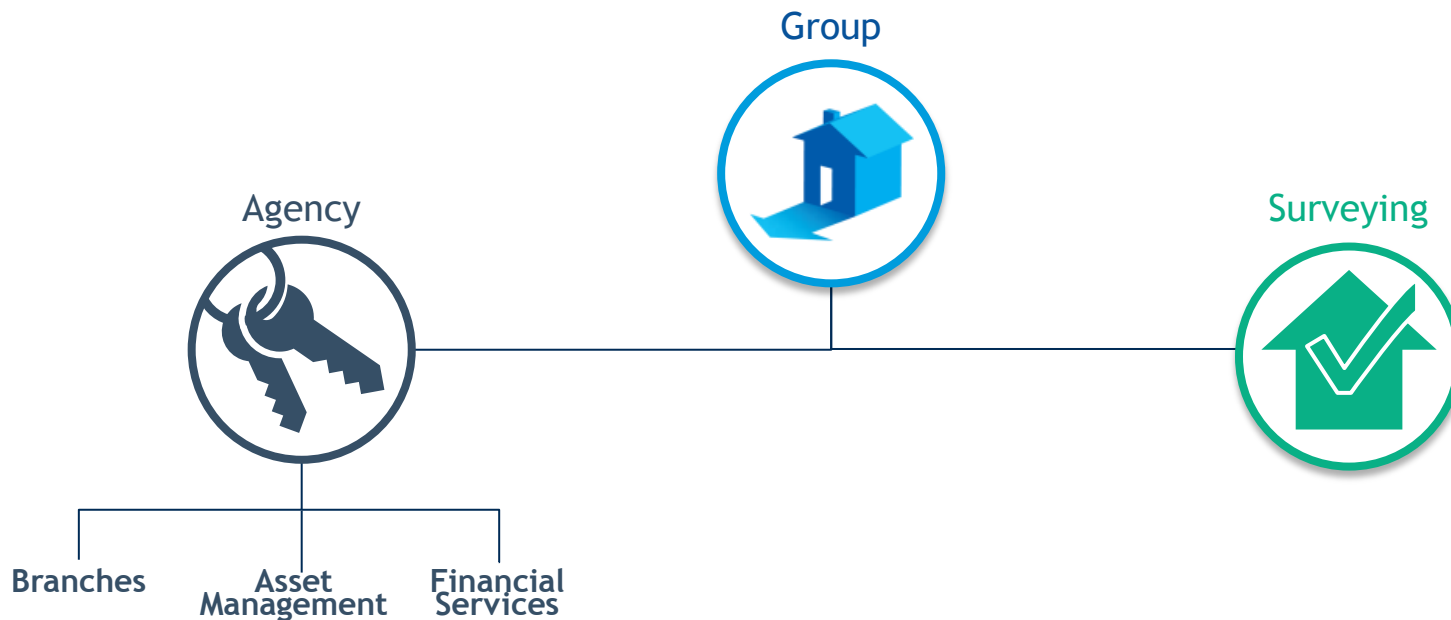 Group
Agency
Surveying
Branches
Asset
Management
Financial
Services